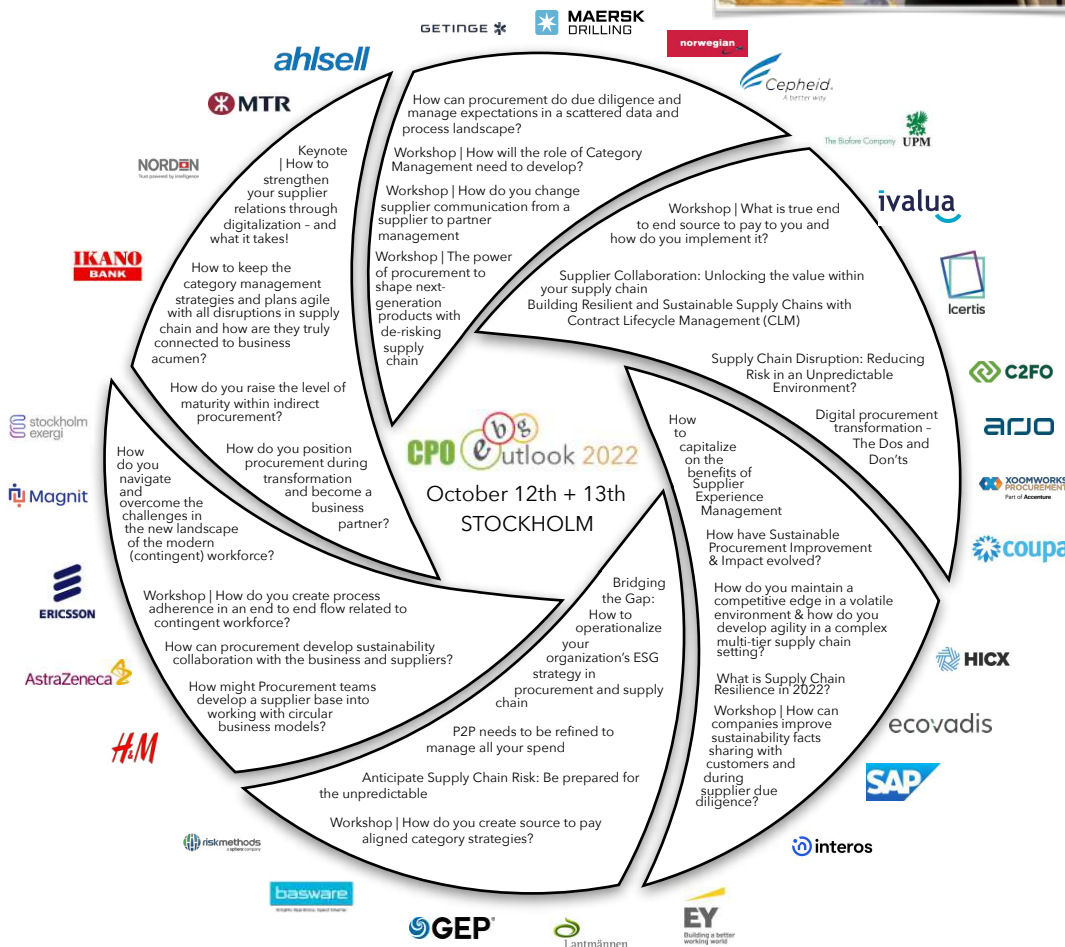 GETINGE
MAERSK
DRILLING
norwegian
ahlsell
Cepheid.
A better way
MTR
The Biofore Company UPM
NORDEN
Trust powered by intelligence
ivalua
IKANO
BANK
Icertis
C2FO
stockholm
exergi
arjo
Magnit
XOOMWORKS
PROCUREMENT
Part of Accenture
coupa
ERICSSON
HICX
AstraZeneca
ecovadis
H&M
SAP
riskmethods
a sphera company
interos
basware
GEP
Lantmännen
EY
Building a better
working world
How can procurement do due diligence and
manage expectations in a scattered data and
process landscape?
Workshop | How will the role of Category
Management need to develop?
Workshop | How do you change
supplier communication from a
supplier to partner
management
Workshop | The power
of procurement to
shape next-
generation
products with
de-risking
supply
chain
Workshop | What is true end
to end source to pay to you and
how do you implement it?
Supplier Collaboration: Unlocking the value within
your supply chain
Building Resilient and Sustainable Supply Chains with
Contract Lifecycle Management (CLM)
Supply Chain Disruption: Reducing
Risk in an Unpredictable
Environment?
Digital procurement
transformation –
The Dos and
Don'ts
How
to
capitalize
on the
benefits of
Supplier
Experience
Management
How have Sustainable
Procurement Improvement
& Impact evolved?
How do you maintain a
competitive edge in a volatile
environment & how do you
develop agility in a complex
multi-tier supply chain
setting?
What is Supply Chain
Resilience in 2022?
Workshop | How can
companies improve
sustainability facts
sharing with
customers and
during
supplier due
diligence?
Bridging
the Gap:
How to
operationalize
your
organization's ESG
strategy in
procurement and supply
chain
P2P needs to be refined to
manage all your spend
Anticipate Supply Chain Risk: Be prepared for
the unpredictable
Workshop | How do you create source to pay
aligned category strategies?
How
do you
navigate
and
overcome the
challenges in
the new landscape
of the modern
(contingent) workforce?
Workshop | How do you create process
adherence in an end to end flow related to
contingent workforce?
How can procurement develop sustainability
collaboration with the business and suppliers?
How might Procurement teams
develop a supplier base into
working with circular
business models?
Keynote
| How to
strengthen
your supplier
relations through
digitalization – and
what it takes!
How to keep the
category management
strategies and plans agile
with all disruptions in supply
chain and how are they truly
connected to business
acumen?
How do you raise the level of
maturity within indirect
procurement?
How do you position
procurement during
transformation
and become a
business
partner?
ebg
CPO Outlook 2022
October 12th + 13th
STOCKHOLM